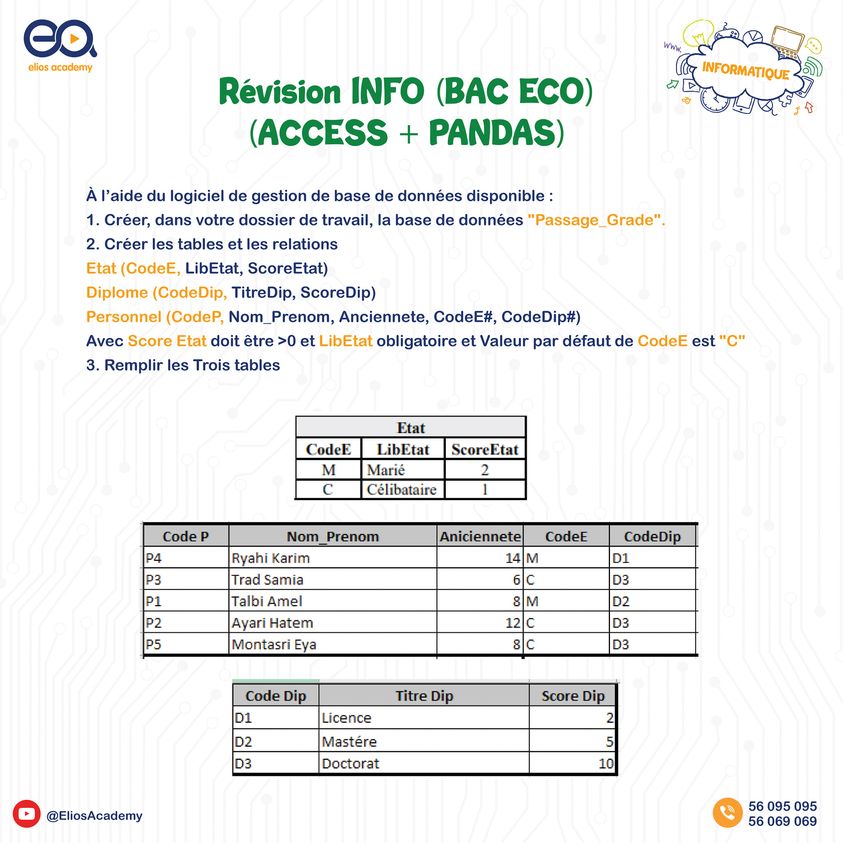 elios academy
www.
INFORMATIQUE
Révision INFO (BAC ECO)
(ACCESS + PANDAS)
À l'aide du logiciel de gestion de base de données disponible :
1. Créer, dans votre dossier de travail, la base de données "Passage_Grade".
2. Créer les tables et les relations
Etat (CodeE, LibEtat, ScoreEtat)
Diplome (CodeDip, TitreDip, ScoreDip)
Personnel (CodeP, Nom_Prenom, Anciennete, CodeE#, CodeDip#)
Avec Score Etat doit être >0 et LibEtat obligatoire et Valeur par défaut de CodeE est "C"
3. Remplir les Trois tables
Etat
CodeE LibEtat ScoreEtat
M Marié 2
C Célibataire 1
Code P Nom_Prenom Aniciennete CodeE CodeDip
P4 Ryahi Karim 14 M D1
P3 Trad Samia 6 C D3
P1 Talbi Amel 8 M D2
P2 Ayari Hatem 12 C D3
P5 Montasri Eya 8 C D3
Code Dip Titre Dip Score Dip
D1 Licence 2
D2 Mastére 5
D3 Doctorat 10
@EliosAcademy
56 095 095
56 069 069